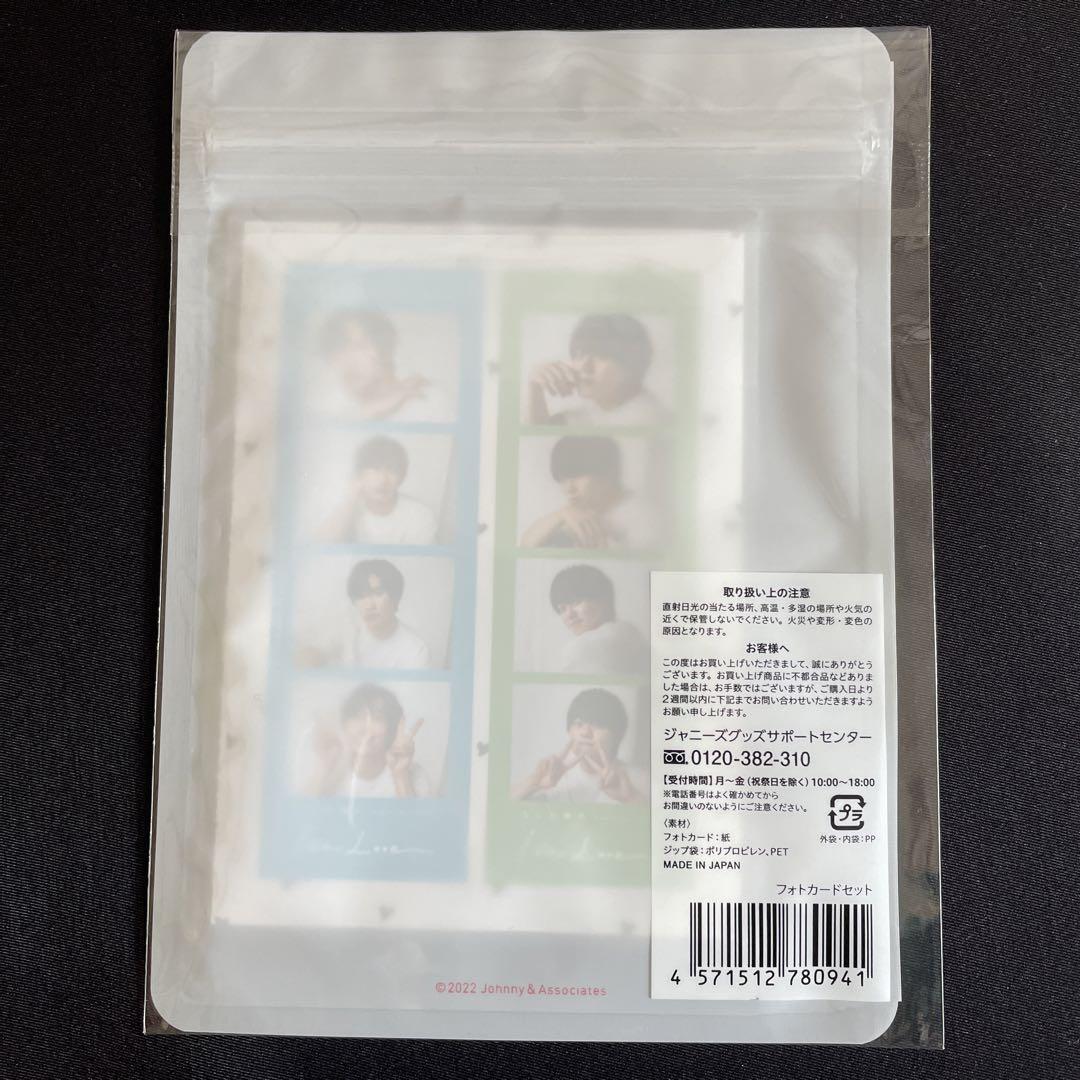 取り扱い上の注意
直射日光の当たる場所、高温・多湿の場所や火気の
近くで保管しないでください。火災や変形・変色の
原因となります。
お客様へ
この度はお買い上げいただきまして、誠にありがとう
ございます。お買い上げ商品に不都合品などありま
した場合は、お手数ではございますが、ご購入日より
2週間以内に下記までお問い合わせいただきますよう
お願い申し上げます。
ジャニーズグッズサポートセンター
0120-382-310
【受付時間】月〜金（祝祭日を除く）10:00〜18:00
※電話番号はよく確かめてから
お間違いのないようにご注意ください。
プラ
外袋・内袋：PP
〈素材〉
フォトカード：紙
ジップ袋：ポリプロピレン、PET
MADE IN JAPAN
フォトカードセット
4 571512 780941
©2022 Johnny & Associates